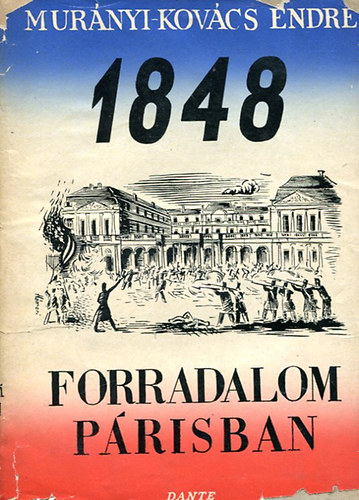 MURÁNYI-KOVÁCS ENDRE
1848
FORRADALOM
PÁRISBAN
DANTE